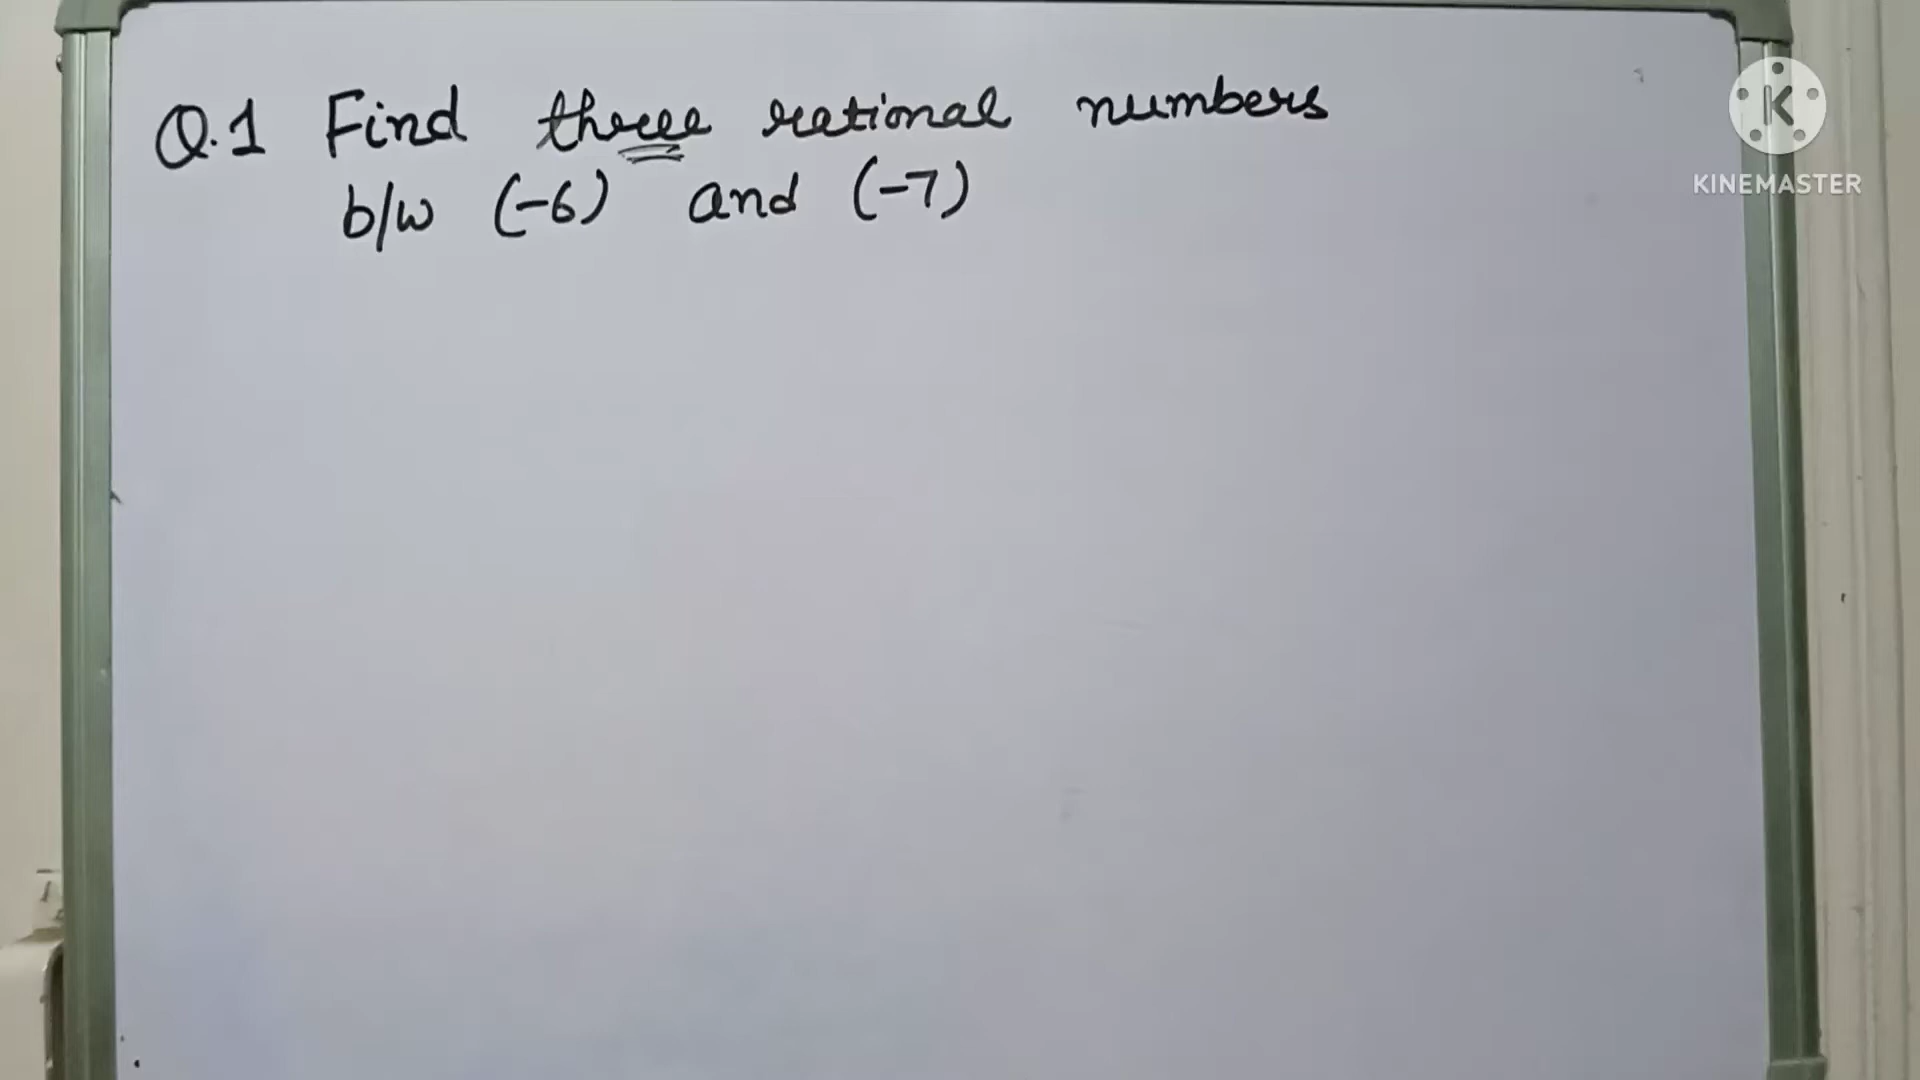 Q.1 Find three rational numbers
b/w (-6) and (-7)
K
KINEMASTER